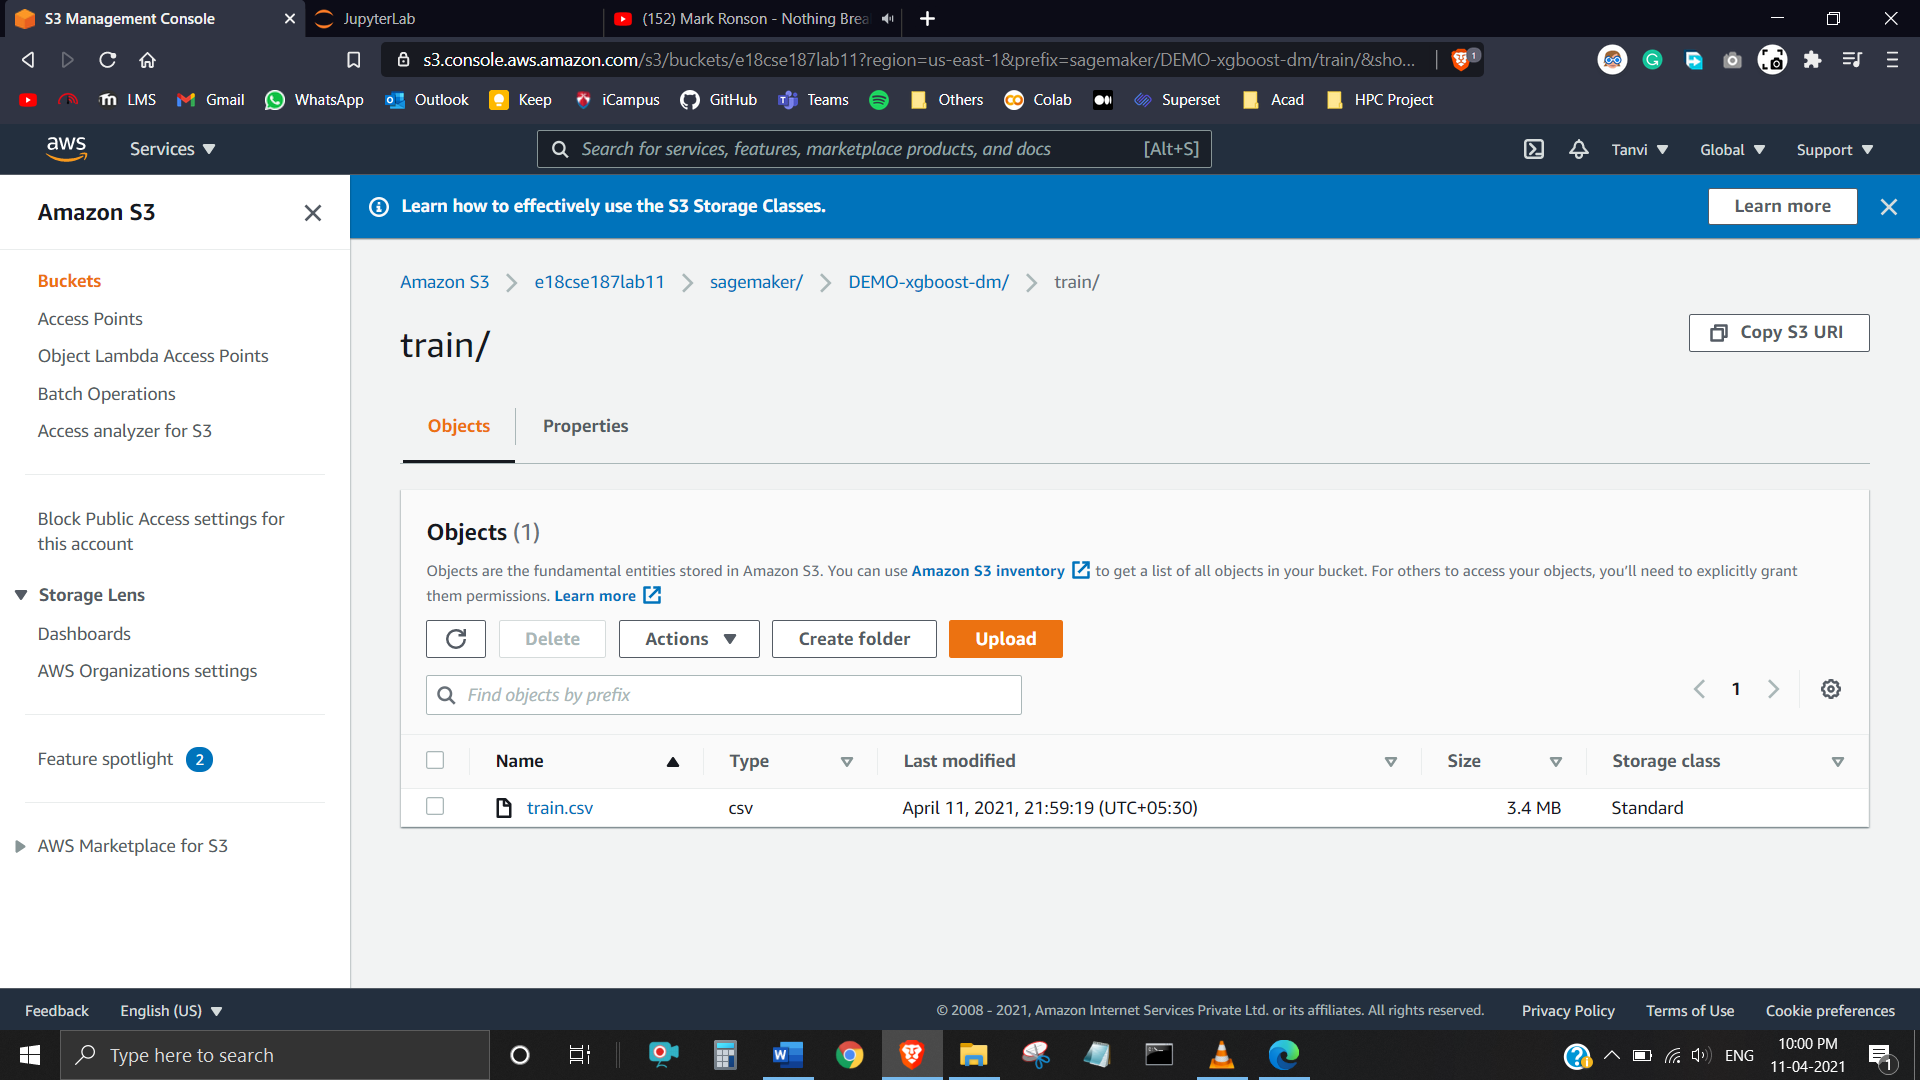 S3 Management Console
JupyterLab
(152) Mark Ronson - Nothing Brea
s3.console.aws.amazon.com/s3/buckets/e18cse187lab11?region=us-east-1&prefix=sagemaker/DEMO-xgboost-dm/train/&sho...
1
LMS
Gmail
WhatsApp
Outlook
Keep
iCampus
GitHub
Teams
Others
Colab
Superset
Acad
HPC Project
aws
Services
Search for services, features, marketplace products, and docs
[Alt+S]
Tanvi
Global
Support
Amazon S3
Buckets
Access Points
Object Lambda Access Points
Batch Operations
Access analyzer for S3
Block Public Access settings for
this account
Storage Lens
Dashboards
AWS Organizations settings
Feature spotlight 2
AWS Marketplace for S3
Learn how to effectively use the S3 Storage Classes.
Learn more
Amazon S3
e18cse187lab11
sagemaker/
DEMO-xgboost-dm/
train/
train/
Copy S3 URI
Objects
Properties
Objects (1)
Objects are the fundamental entities stored in Amazon S3. You can use Amazon S3 inventory to get a list of all objects in your bucket. For others to access your objects, you'll need to explicitly grant
them permissions. Learn more
Delete
Actions
Create folder
Upload
Find objects by prefix
1
Name
Type
Last modified
Size
Storage class
train.csv
csv
April 11, 2021, 21:59:19 (UTC+05:30)
3.4 MB
Standard
Feedback
English (US)
© 2008 - 2021, Amazon Internet Services Private Ltd. or its affiliates. All rights reserved.
Privacy Policy
Terms of Use
Cookie preferences
Type here to search
ENG
10:00 PM
11-04-2021
1